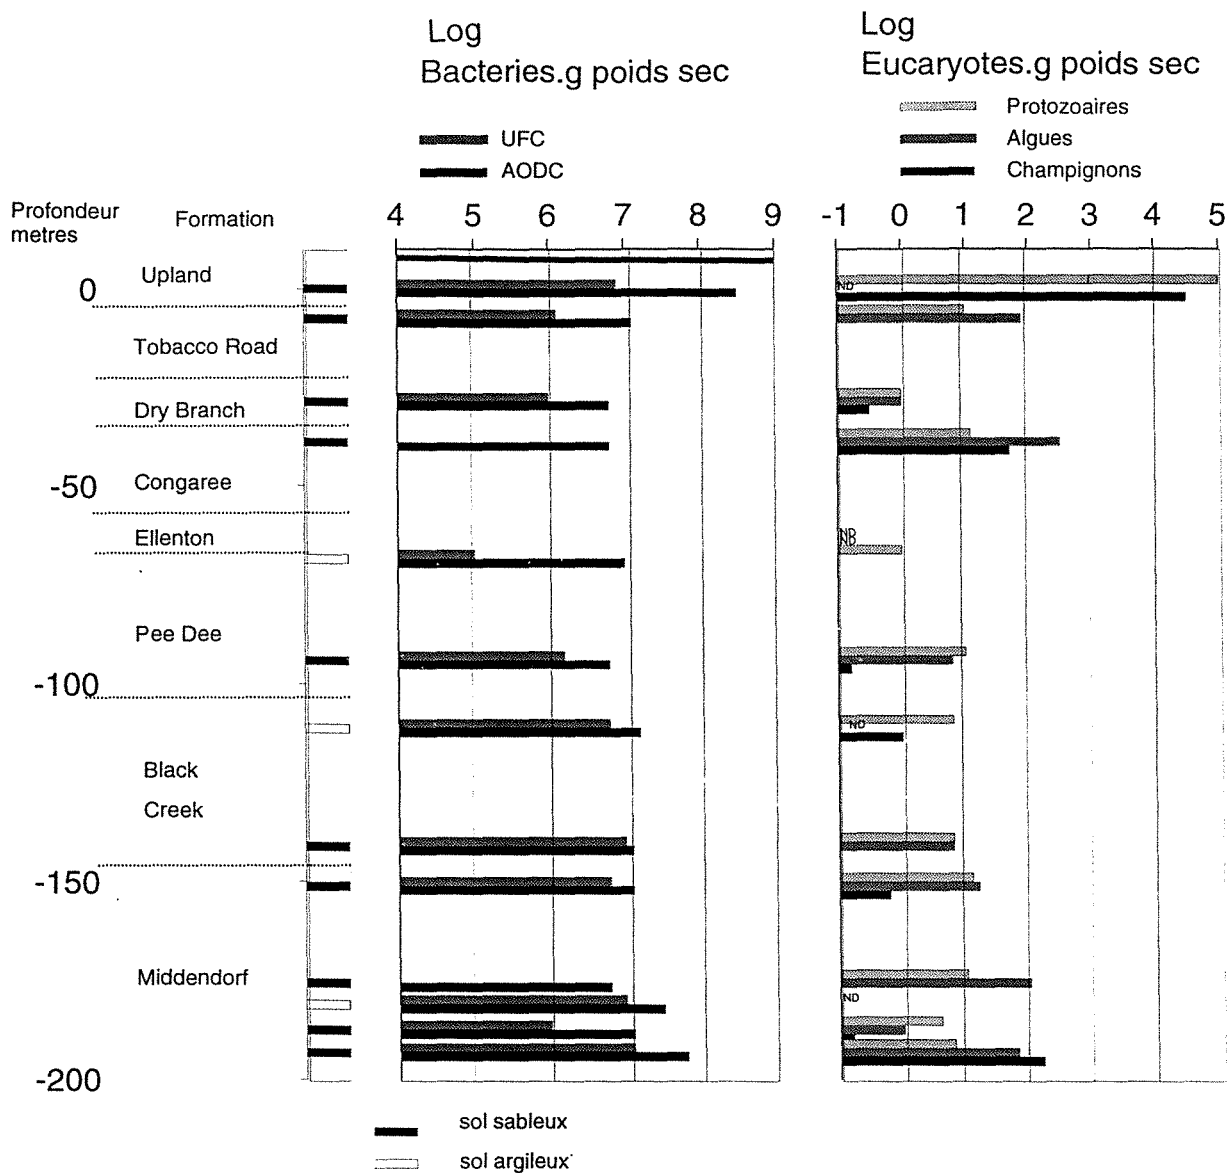 Log
Bacteries.g poids sec
UFC
AODC
Log
Eucaryotes.g poids sec
Protozoaires
Algues
Champignons
Profondeur
metres
Formation
4 5 6 7 8 9
-1 0 1 2 3 4 5
Upland
0
ND
Tobacco Road
Dry Branch
Congaree
-50
Ellenton
ND
ND
Pee Dee
-100
ND
Black
Creek
-150
Middendorf
ND
-200
sol sableux
sol argileux